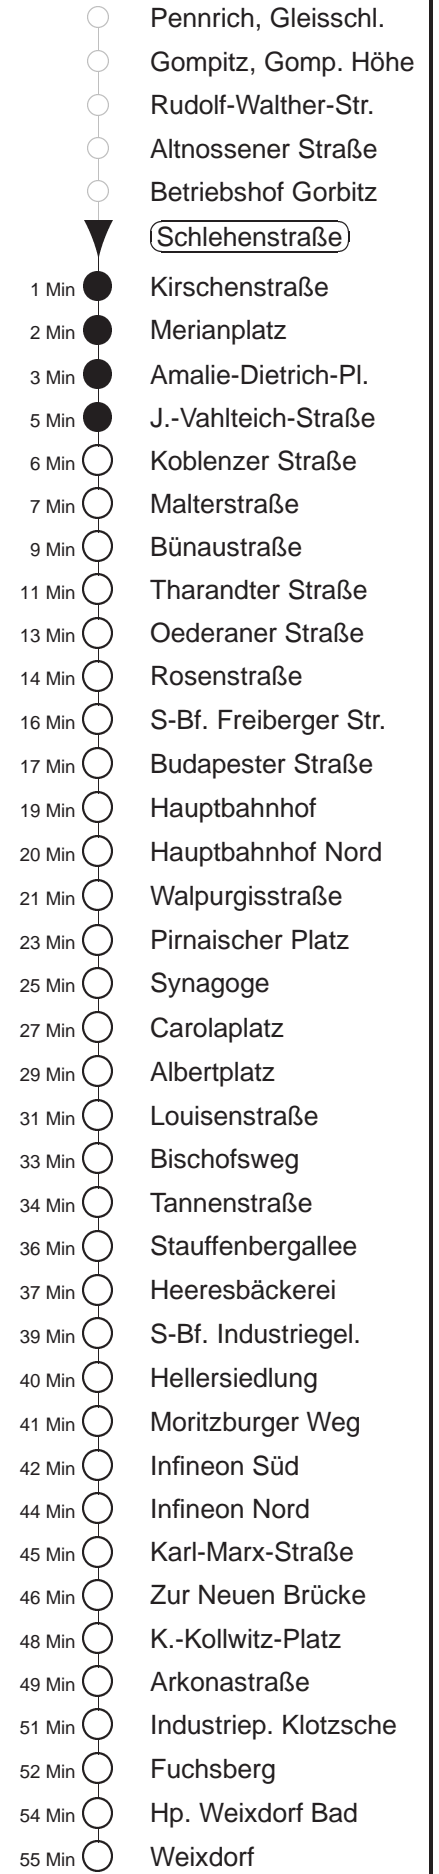 Pennrich, Gleisschl.
Gompitz, Gomp. Höhe
Rudolf-Walther-Str.
Altnossener Straße
Betriebshof Gorbitz
Schlehenstraße
1 Min Kirschenstraße
2 Min Merianplatz
3 Min Amalie-Dietrich-Pl.
5 Min J.-Vahlteich-Straße
6 Min Koblenzer Straße
7 Min Malterstraße
9 Min Bünaustraße
11 Min Tharandter Straße
13 Min Oederaner Straße
14 Min Rosenstraße
16 Min S-Bf. Freiberger Str.
17 Min Budapester Straße
19 Min Hauptbahnhof
20 Min Hauptbahnhof Nord
21 Min Walpurgisstraße
23 Min Pirnaischer Platz
25 Min Synagoge
27 Min Carolaplatz
29 Min Albertplatz
31 Min Louisenstraße
33 Min Bischofsweg
34 Min Tannenstraße
36 Min Stauffenbergallee
37 Min Heeresbäckerei
39 Min S-Bf. Industriegel.
40 Min Hellersiedlung
41 Min Moritzburger Weg
42 Min Infineon Süd
44 Min Infineon Nord
45 Min Karl-Marx-Straße
46 Min Zur Neuen Brücke
48 Min K.-Kollwitz-Platz
49 Min Arkonastraße
51 Min Industriep. Klotzsche
52 Min Fuchsberg
54 Min Hp. Weixdorf Bad
55 Min Weixdorf